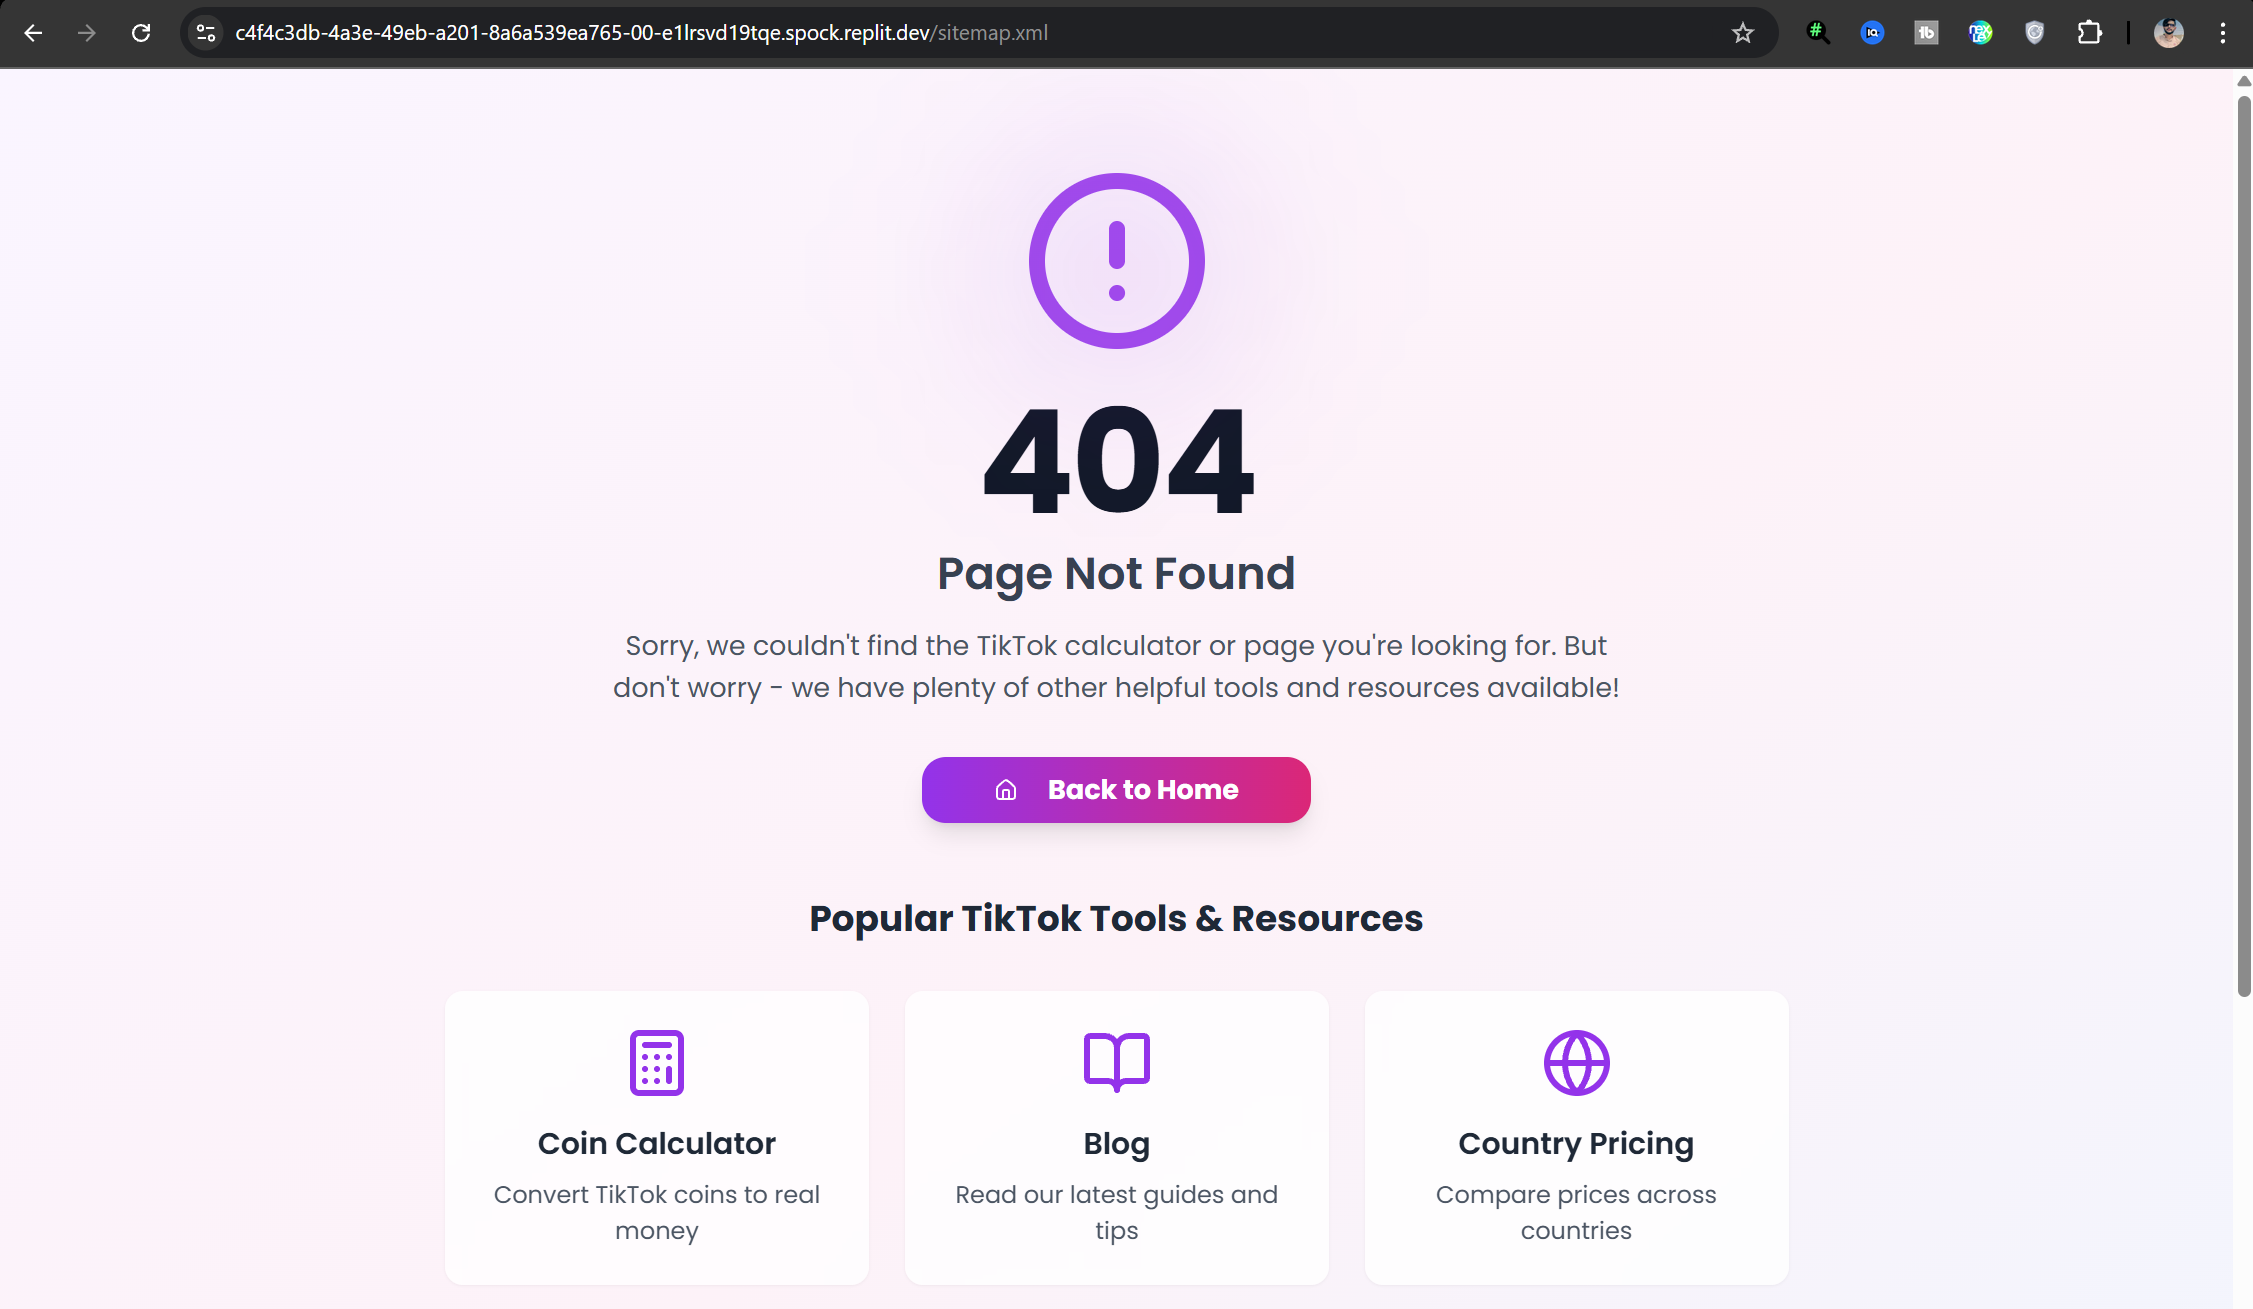 c4f4c3db-4a3e-49eb-a201-8a6a539ea765-00-e1lrsvd19tqe.spock.replit.dev/sitemap.xml
404
Page Not Found
Sorry, we couldn't find the TikTok calculator or page you're looking for. But
don't worry - we have plenty of other helpful tools and resources available!
Back to Home
Popular TikTok Tools & Resources
Coin Calculator
Convert TikTok coins to real
money
Blog
Read our latest guides and
tips
Country Pricing
Compare prices across
countries